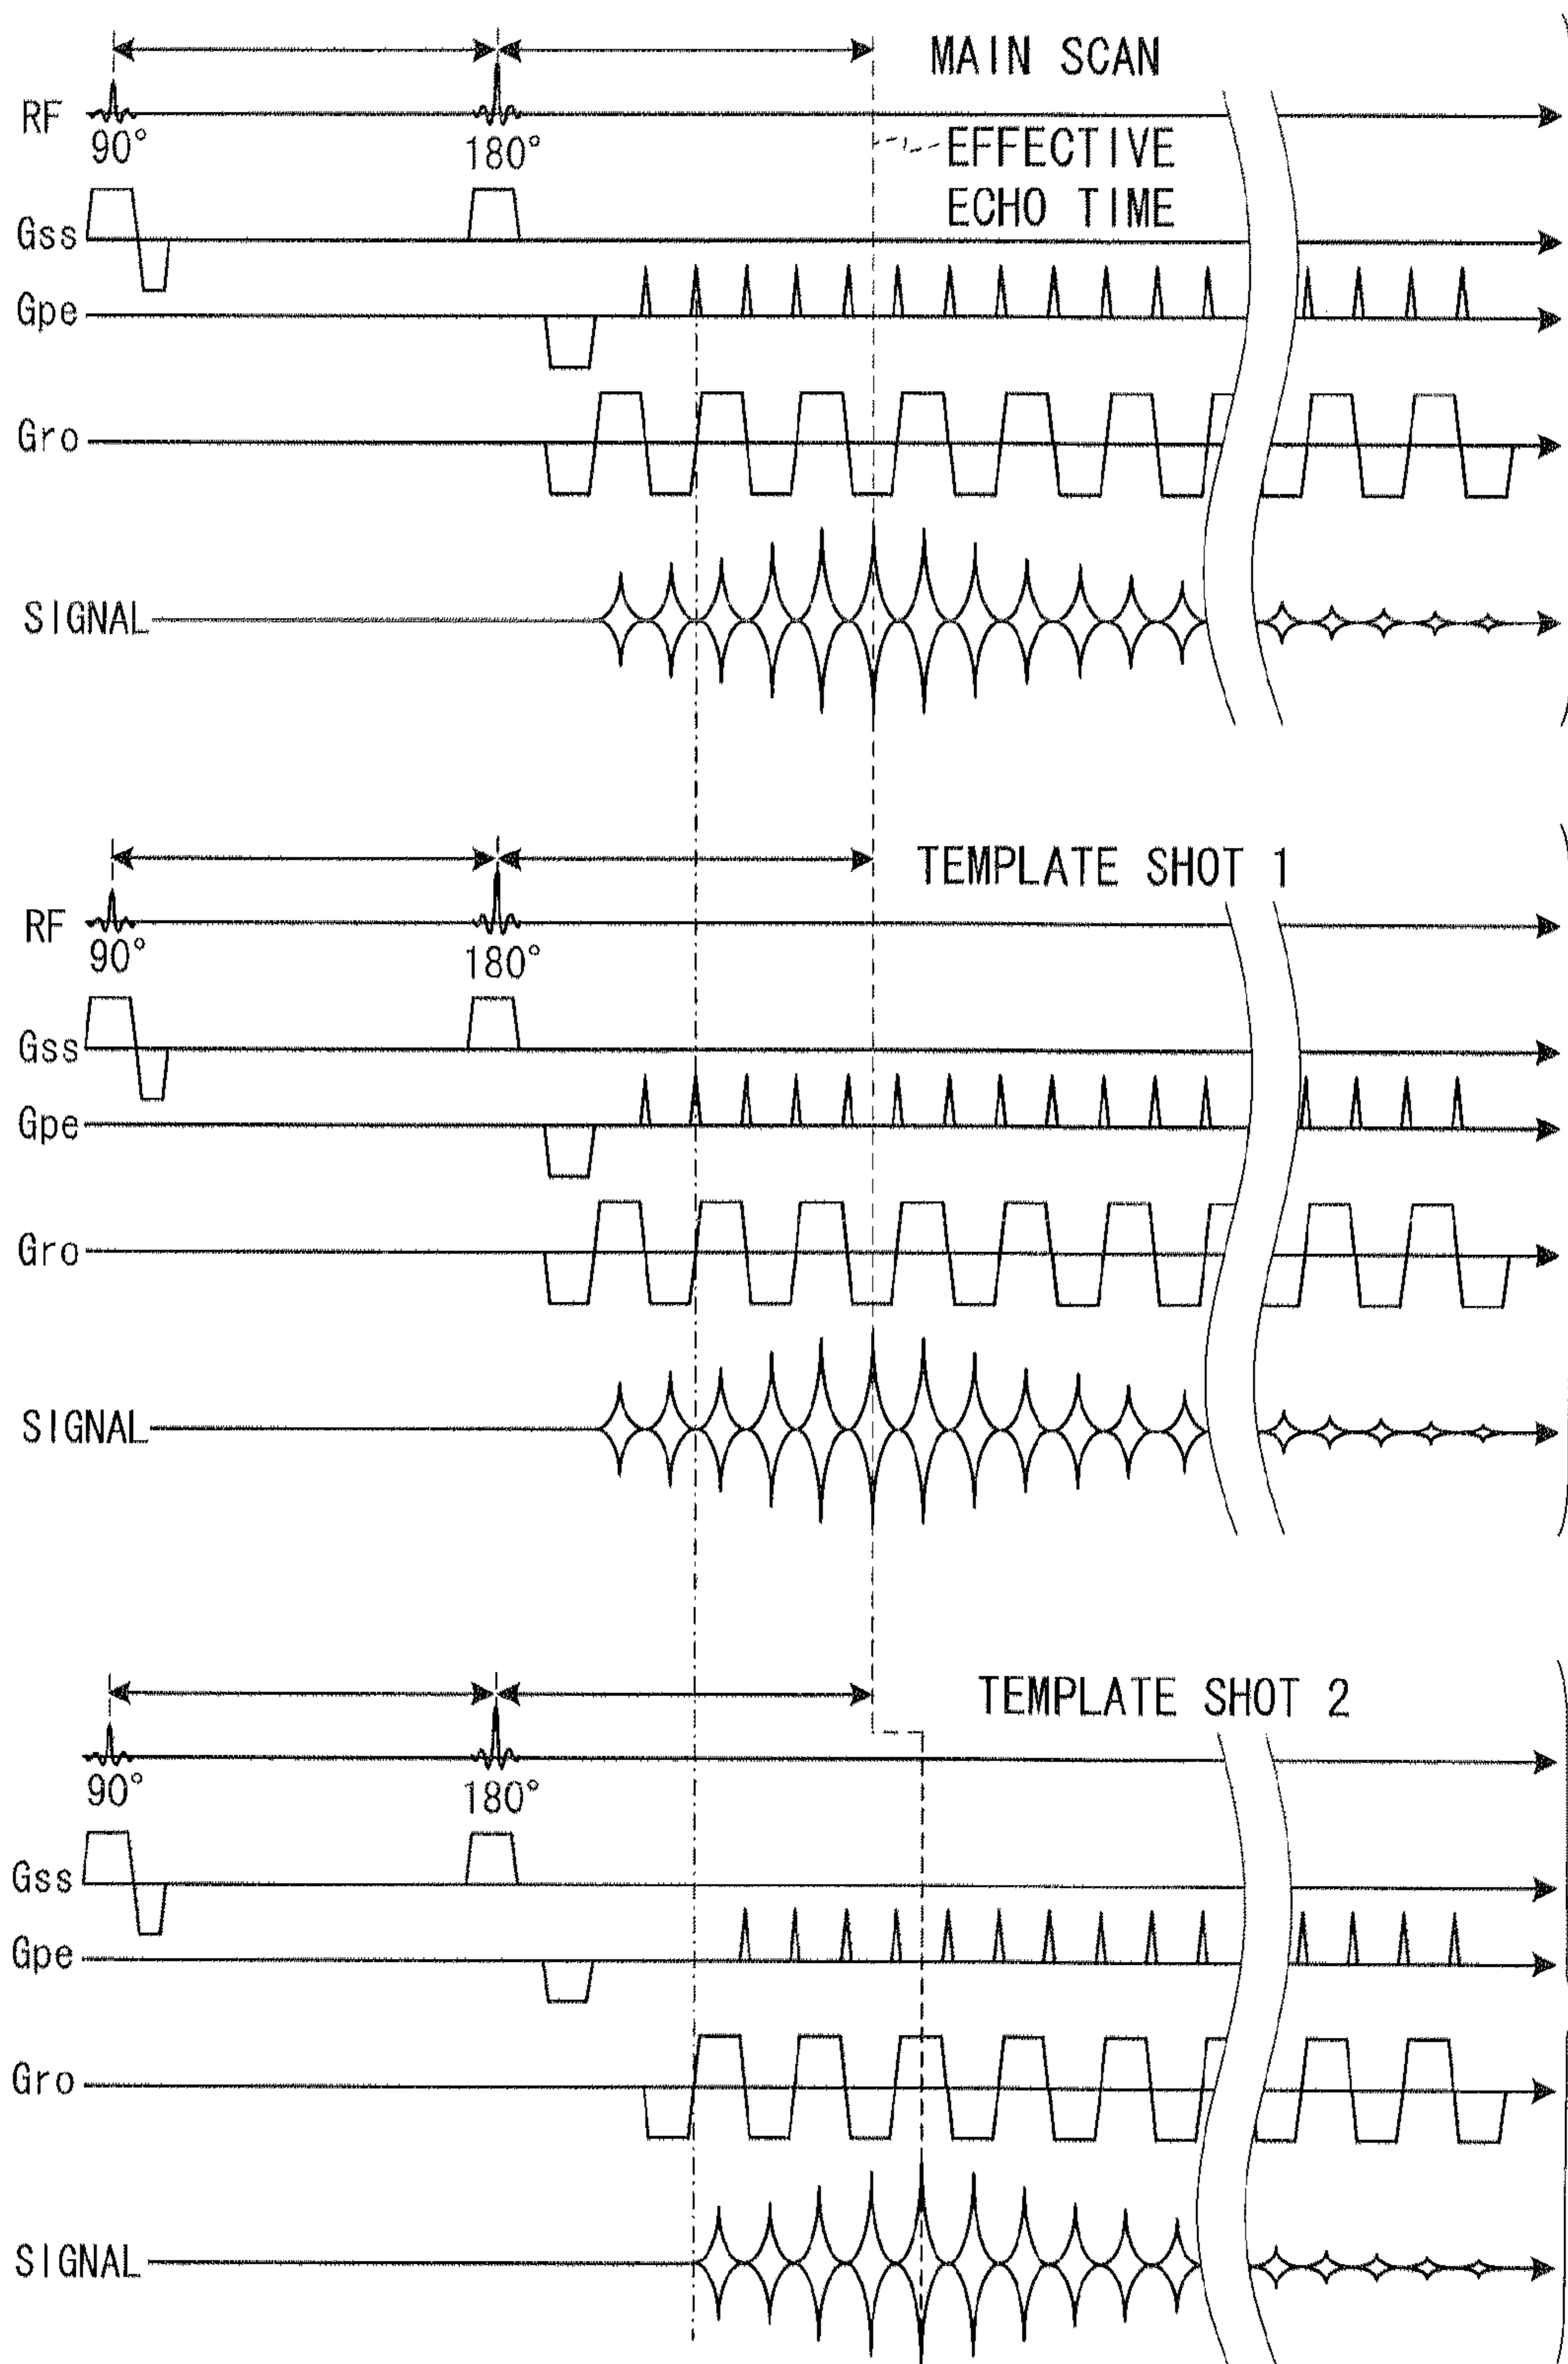 MAIN SCAN
RF
90°
180°
EFFECTIVE
ECHO TIME
Gss
Gpe
Gro
SIGNAL
TEMPLATE SHOT 1
RF
90°
180°
Gss
Gpe
Gro
SIGNAL
TEMPLATE SHOT 2
90°
180°
Gss
Gpe
Gro
SIGNAL